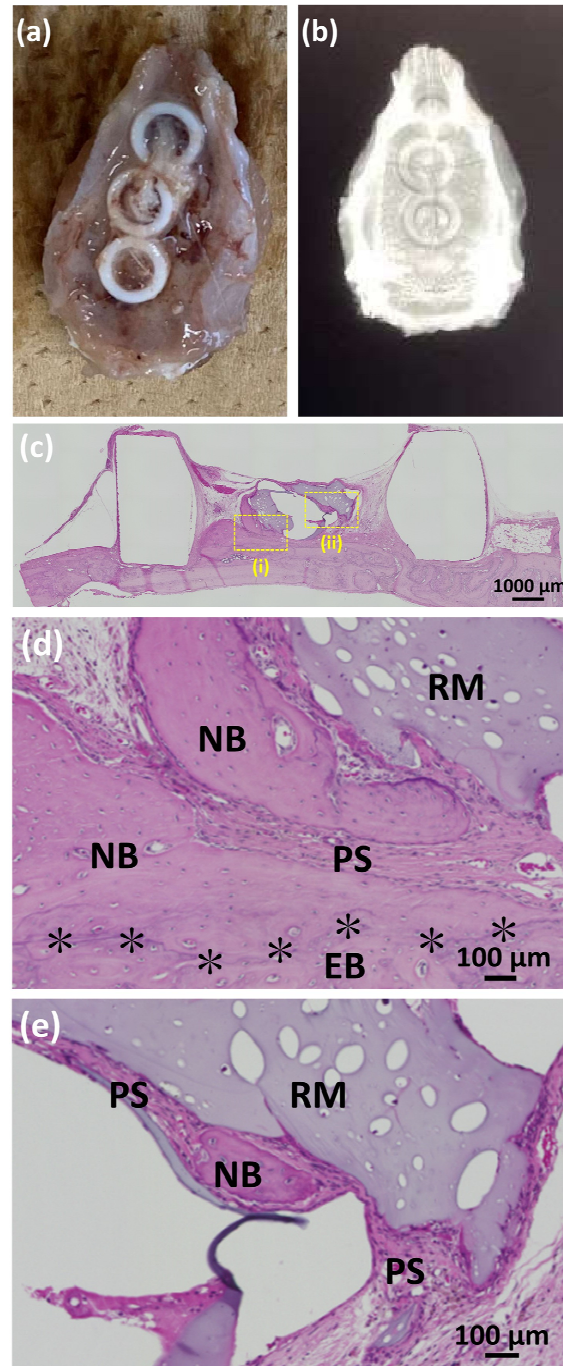 (a)
(b)
(c)
(i)
(ii)
1000 µm
(d)
RM
NB
NB
PS
* * * * * * *
EB
100 µm
(e)
PS
RM
NB
PS
100 µm